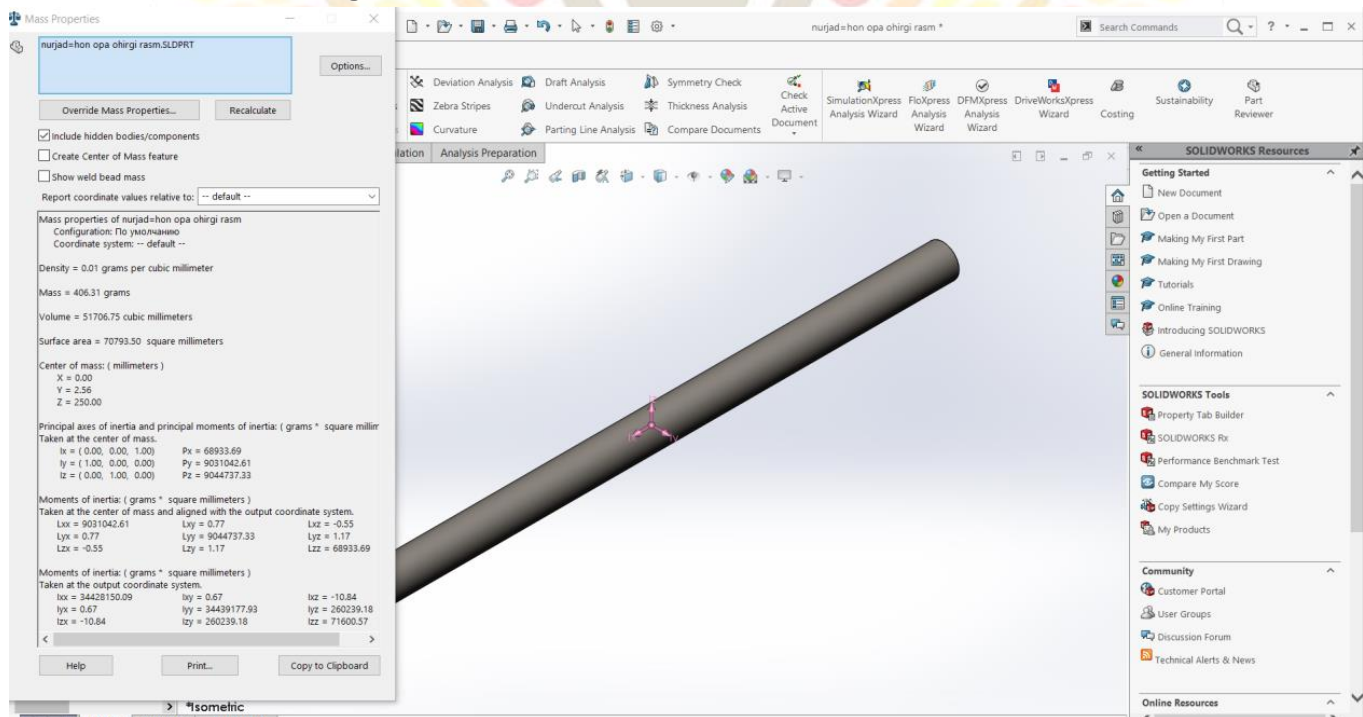 Mass Properties
nurjad=hon opa ohirgi rasm.SLDPRT
Options...
Override Mass Properties...
Recalculate
Include hidden bodies/components
Create Center of Mass feature
Show weld bead mass
Report coordinate values relative to: -- default --
Mass properties of nurjad=hon opa ohirgi rasm
Configuration: По умолчанию
Coordinate system: -- default --
Density = 0.01 grams per cubic millimeter
Mass = 406.31 grams
Volume = 51706.75 cubic millimeters
Surface area = 70793.50 square millimeters
Center of mass: ( millimeters )
X = 0.00
Y = 2.56
Z = 250.00
Principal axes of inertia and principal moments of inertia: ( grams * square millim
Taken at the center of mass.
Ix = ( 0.00, 0.00, 1.00) Px = 68933.69
Iy = ( 1.00, 0.00, 0.00) Py = 9031042.61
Iz = ( 0.00, 1.00, 0.00) Pz = 9044737.33
Moments of inertia: ( grams * square millimeters )
Taken at the center of mass and aligned with the output coordinate system.
Lxx = 9031042.61 Lxy = 0.77 Lxz = -0.55
Lyx = 0.77 Lyy = 9044737.33 Lyz = 1.17
Lzx = -0.55 Lzy = 1.17 Lzz = 68933.69
Moments of inertia: ( grams * square millimeters )
Taken at the output coordinate system.
Ixx = 34428150.09 Ixy = 0.67 Ixz = -10.84
Iyx = 0.67 Iyy = 34439177.93 Iyz = 260239.18
Izx = -10.84 Izy = 260239.18 Izz = 71600.57
Help
Print...
Copy to Clipboard
*Isometric
nurjad=hon opa ohirgi rasm *
Search Commands
Deviation Analysis
Draft Analysis
Symmetry Check
Zebra Stripes
Undercut Analysis
Thickness Analysis
Curvature
Parting Line Analysis
Compare Documents
Check
Active
Document
SimulationXpress
Analysis Wizard
FloXpress
Analysis
Wizard
DFMXpress
Analysis
Wizard
DriveWorksXpress
Wizard
Costing
Sustainability
Part
Reviewer
Analysis Preparation
SOLIDWORKS Resources
Getting Started
New Document
Open a Document
Making My First Part
Making My First Drawing
Tutorials
Online Training
Introducing SOLIDWORKS
General Information
SOLIDWORKS Tools
Property Tab Builder
SOLIDWORKS Rx
Performance Benchmark Test
Compare My Score
Copy Settings Wizard
My Products
Community
Customer Portal
User Groups
Discussion Forum
Technical Alerts & News
Online Resources